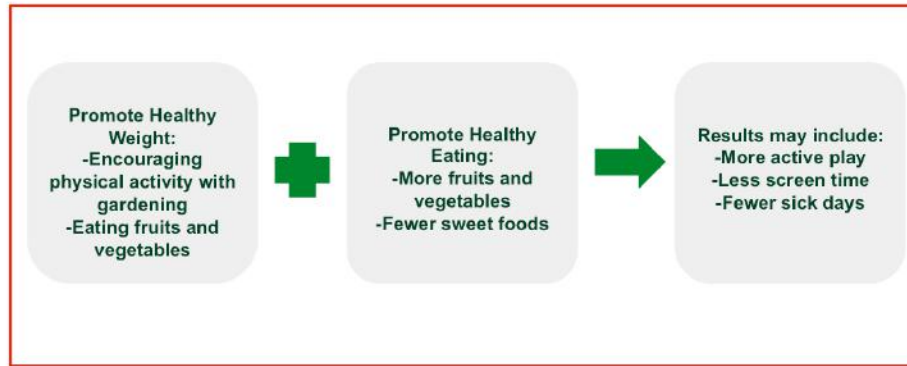 Promote Healthy
Weight:
-Encouraging
physical activity with
gardening
-Eating fruits and
vegetables
Promote Healthy
Eating:
-More fruits and
vegetables
-Fewer sweet foods
Results may include:
-More active play
-Less screen time
-Fewer sick days